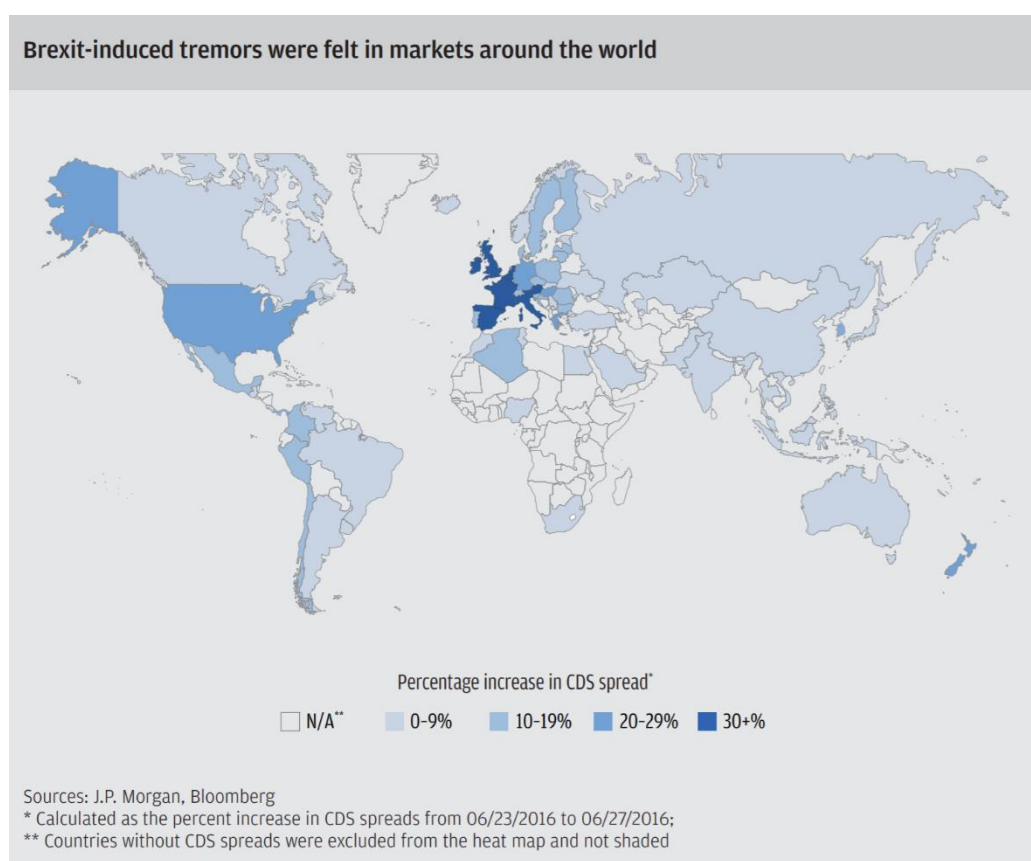 Brexit-induced tremors were felt in markets around the world
Percentage increase in CDS spread*
N/A** 0-9% 10-19% 20-29% 30+%
Sources: J.P. Morgan, Bloomberg
* Calculated as the percent increase in CDS spreads from 06/23/2016 to 06/27/2016;
** Countries without CDS spreads were excluded from the heat map and not shaded